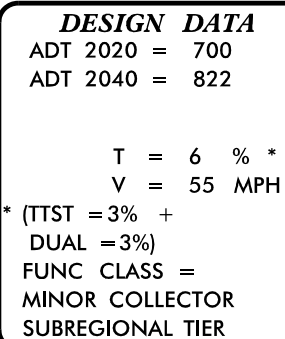 DESIGN DATA
ADT 2020 = 700
ADT 2040 = 822
T = 6 % *
V = 55 MPH
* (TTST =3% +
DUAL =3%)
FUNC CLASS =
MINOR COLLECTOR
SUBREGIONAL TIER